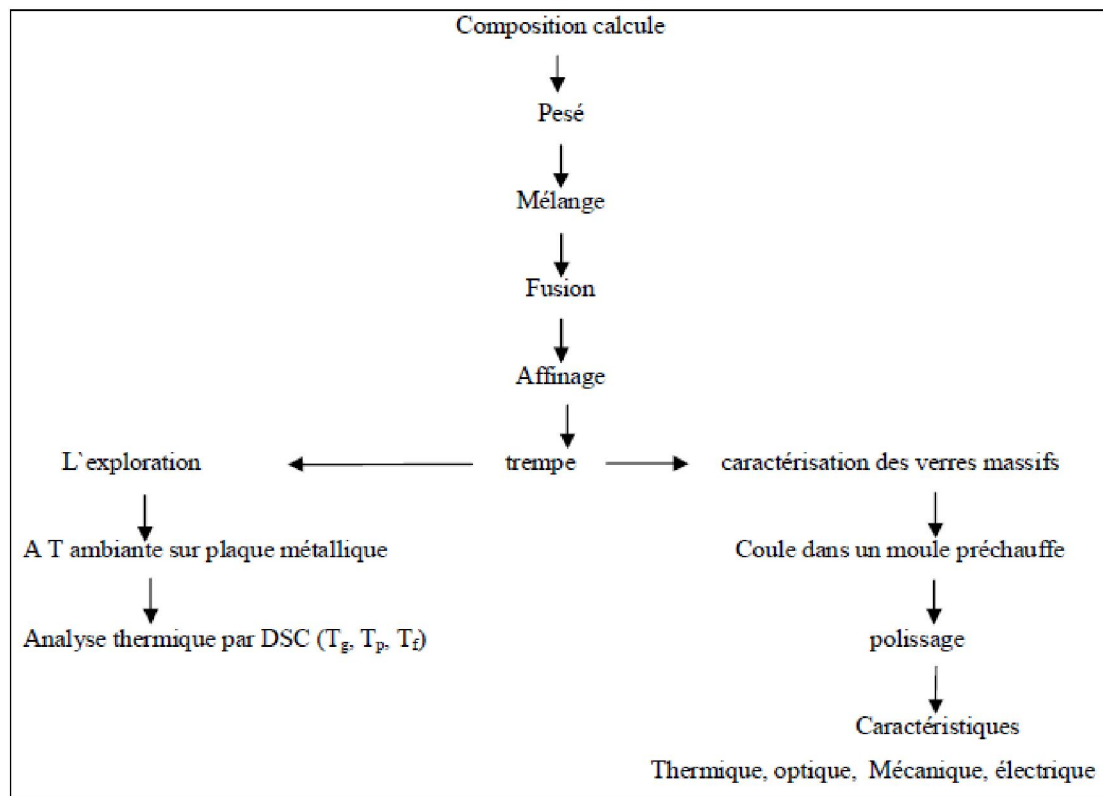 Composition calcule
Pesé
Mélange
Fusion
Affinage
L`exploration
trempe
caractérisation des verres massifs
A T ambiante sur plaque métallique
Coule dans un moule préchauffe
Analyse thermique par DSC (Tg, Tp, Tf)
polissage
Caractéristiques
Thermique, optique, Mécanique, électrique